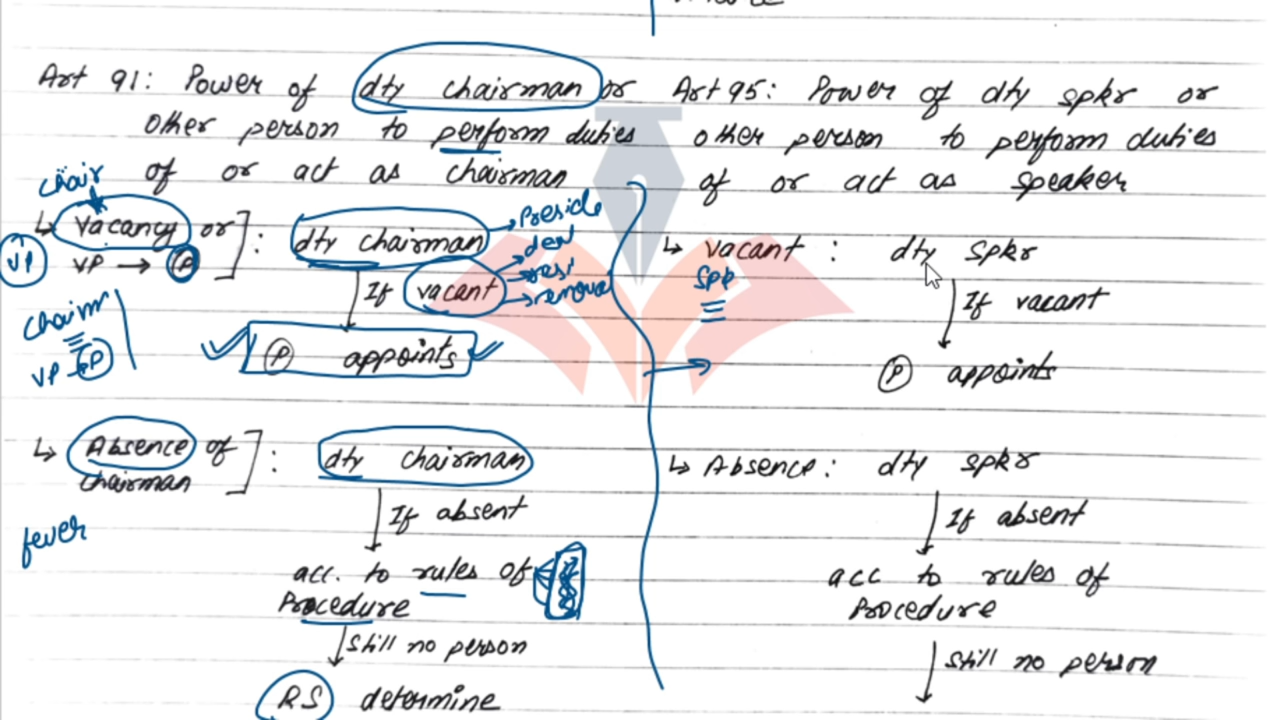 Art 91: Power of dty chairman or
other person to perform duties
of or act as chairman
chair
↳ Vacancy or ] : dty chairman
VP VP → P
If vacant
Preside
deal
resi
removal
chairm
VP P
P appoints
↳ Absence of ] : dty chairman
chairman
If absent
fever
acc. to rules of
Procedure
↓ Still no person
RS determine
Art 95: Power of dty spkr or
other person to perform duties
of or act as speaker
↳ vacant : dty spkr
spk
If vacant
P appoints
↳ Absence : dty spkr
If absent
acc to rules of
Procedure
↓ Still no person